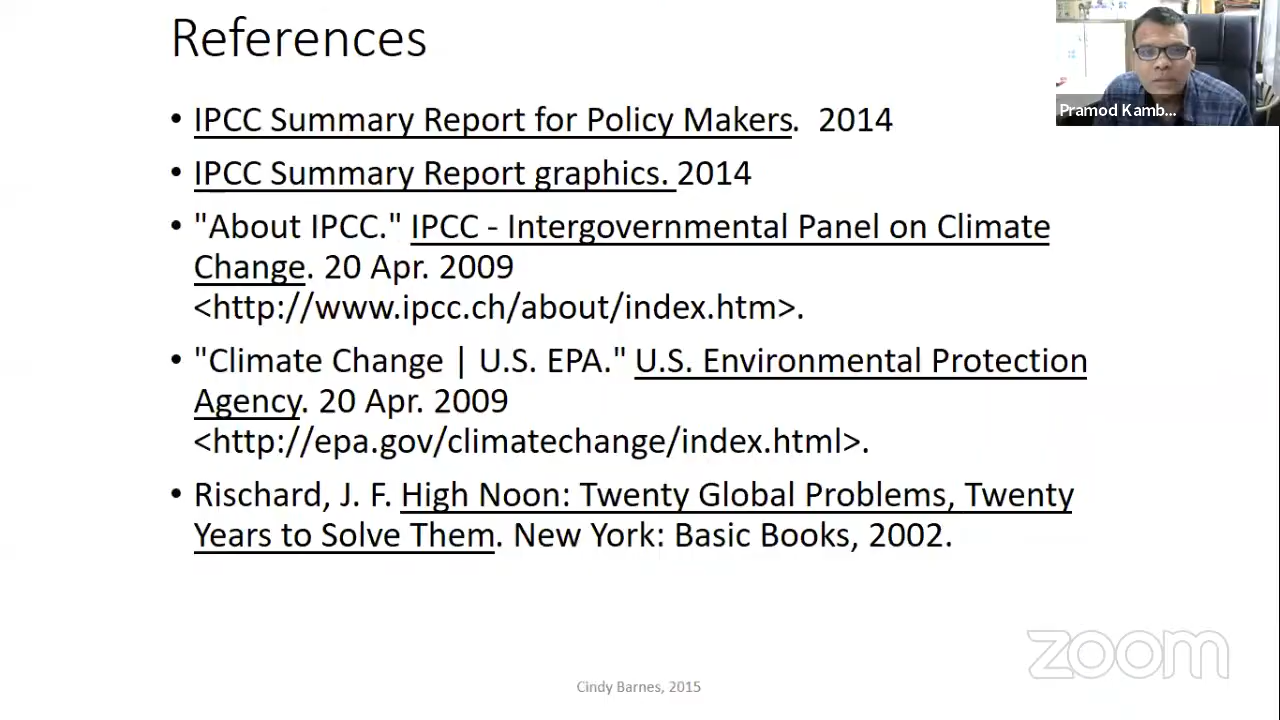 References
• IPCC Summary Report for Policy Makers.  2014
• IPCC Summary Report graphics. 2014
• "About IPCC." IPCC - Intergovernmental Panel on Climate
Change. 20 Apr. 2009
<http://www.ipcc.ch/about/index.htm>.
• "Climate Change | U.S. EPA." U.S. Environmental Protection
Agency. 20 Apr. 2009
<http://epa.gov/climatechange/index.html>.
• Rischard, J. F. High Noon: Twenty Global Problems, Twenty
Years to Solve Them. New York: Basic Books, 2002.
Pramod Kamb...
zoom
Cindy Barnes, 2015